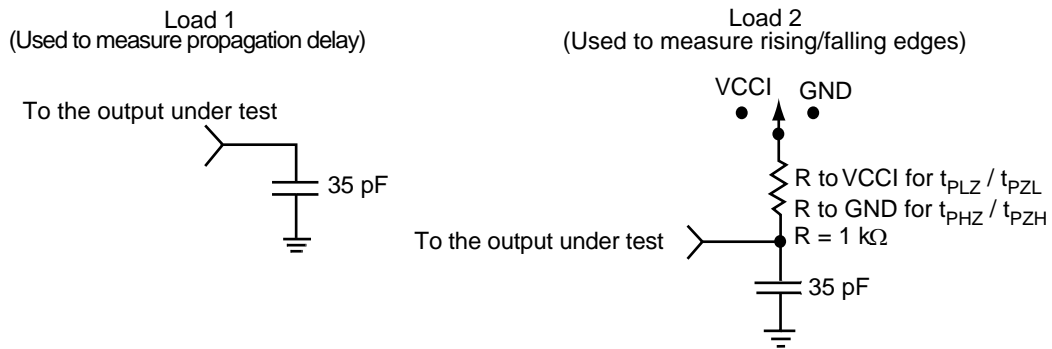 Load 1
(Used to measure propagation delay)
To the output under test
35 pF
Load 2
(Used to measure rising/falling edges)
VCCI GND
R to VCCI for tPLZ / tPZL
R to GND for tPHZ / tPZH
R = 1 kΩ
To the output under test
35 pF